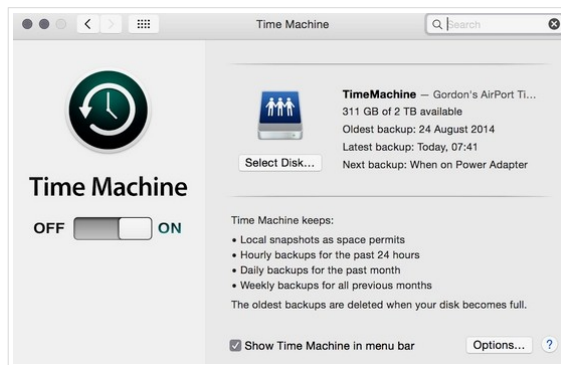 Time Machine
Search
TimeMachine — Gordon's AirPort Ti...
311 GB of 2 TB available
Oldest backup: 24 August 2014
Latest backup: Today, 07:41
Next backup: When on Power Adapter
Select Disk...
Time Machine
OFF ON
Time Machine keeps:
• Local snapshots as space permits
• Hourly backups for the past 24 hours
• Daily backups for the past month
• Weekly backups for all previous months
The oldest backups are deleted when your disk becomes full.
Show Time Machine in menu bar
Options... ?